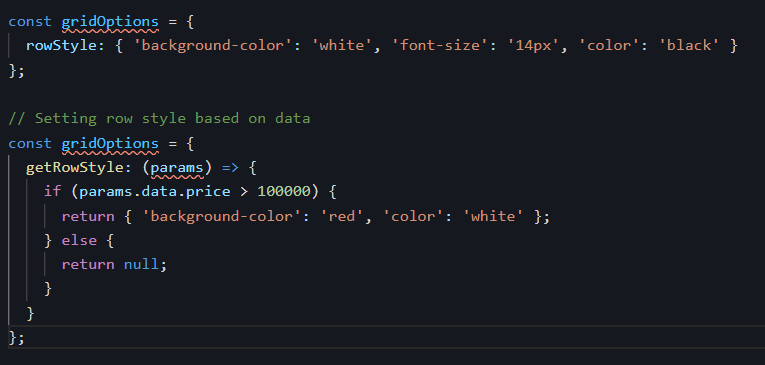 const gridOptions = {
  rowStyle: { 'background-color': 'white', 'font-size': '14px', 'color': 'black' }
};

// Setting row style based on data
const gridOptions = {
  getRowStyle: (params) => {
    if (params.data.price > 100000) {
      return { 'background-color': 'red', 'color': 'white' };
    } else {
      return null;
    }
  }
};